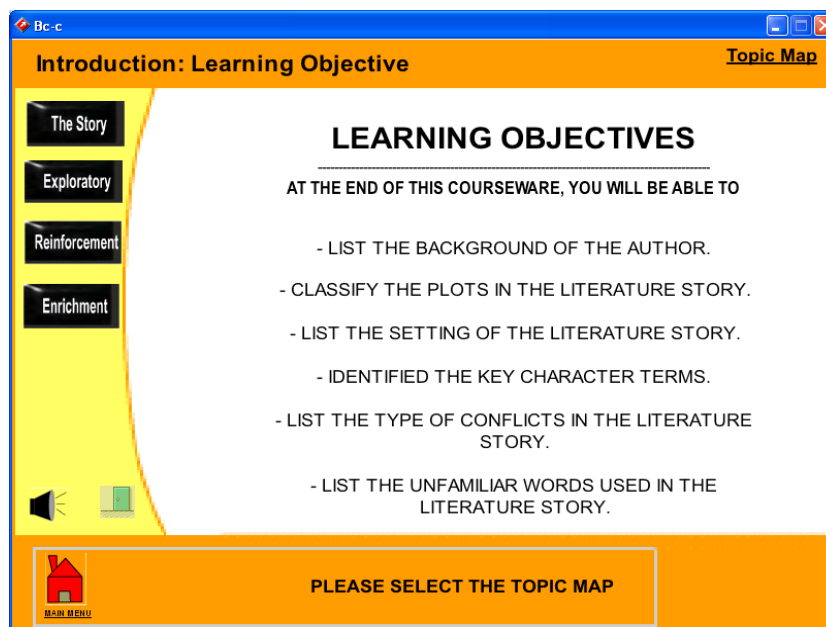 Bc-c
Introduction: Learning Objective
Topic Map
The Story
Exploratory
Reinforcement
Enrichment
LEARNING OBJECTIVES
AT THE END OF THIS COURSEWARE, YOU WILL BE ABLE TO
- LIST THE BACKGROUND OF THE AUTHOR.
- CLASSIFY THE PLOTS IN THE LITERATURE STORY.
- LIST THE SETTING OF THE LITERATURE STORY.
- IDENTIFIED THE KEY CHARACTER TERMS.
- LIST THE TYPE OF CONFLICTS IN THE LITERATURE
STORY.
- LIST THE UNFAMILIAR WORDS USED IN THE
LITERATURE STORY.
MAIN MENU
PLEASE SELECT THE TOPIC MAP